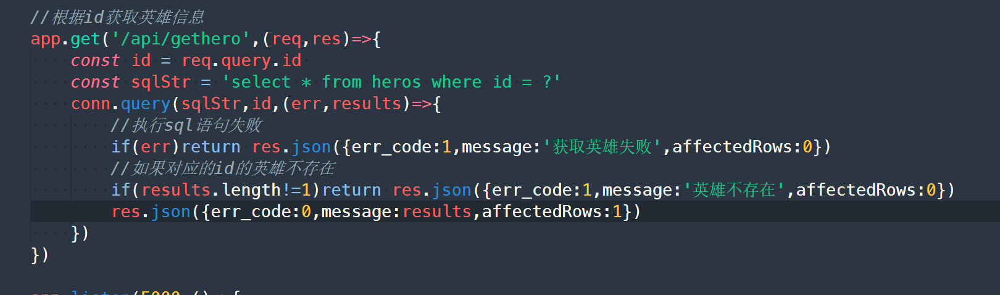 //根据id获取英雄信息
app.get('/api/gethero',(req,res)=>{
    const id = req.query.id
    const sqlStr = 'select * from heros where id = ?'
    conn.query(sqlStr,id,(err,results)=>{
        //执行sql语句失败
        if(err)return res.json({err_code:1,message:'获取英雄失败',affectedRows:0})
        //如果对应的id的英雄不存在
        if(results.length!=1)return res.json({err_code:1,message:'英雄不存在',affectedRows:0})
        res.json({err_code:0,message:results,affectedRows:1})
    })
})